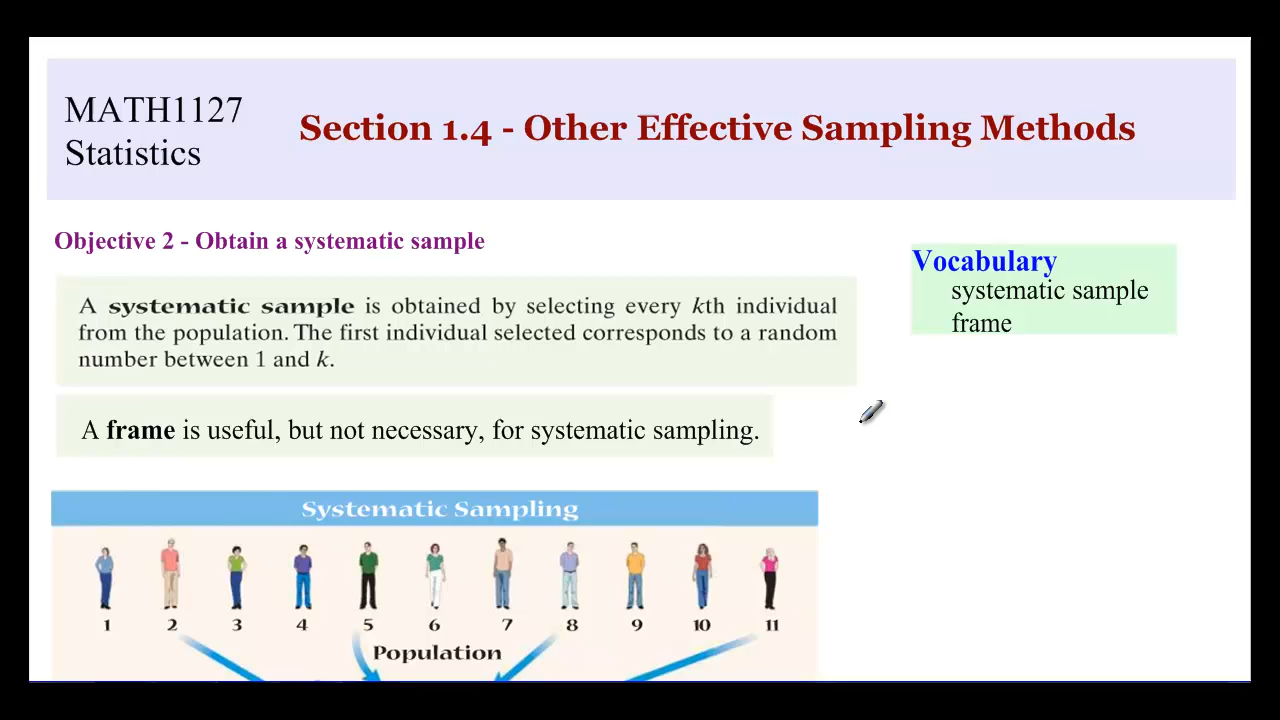 MATH1127
Statistics
Section 1.4 - Other Effective Sampling Methods
Objective 2 - Obtain a systematic sample
Vocabulary
systematic sample
frame
A systematic sample is obtained by selecting every kth individual
from the population. The first individual selected corresponds to a random
number between 1 and k.
A frame is useful, but not necessary, for systematic sampling.
Systematic Sampling
1 2 3 4 5 6 7 8 9 10 11
Population